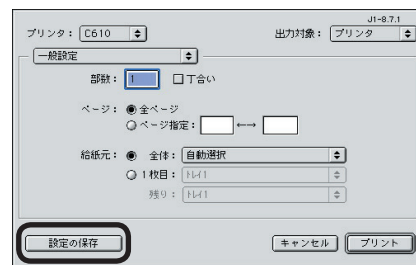 J1-8.7.1
プリンタ： C610 出力対象： プリンタ
一般設定
部数： 1 丁合い
ページ： 全ページ
ページ指定：
給紙元： 全体： 自動選択
1枚目： トレイ1
残り： トレイ1
設定の保存 キャンセル プリント